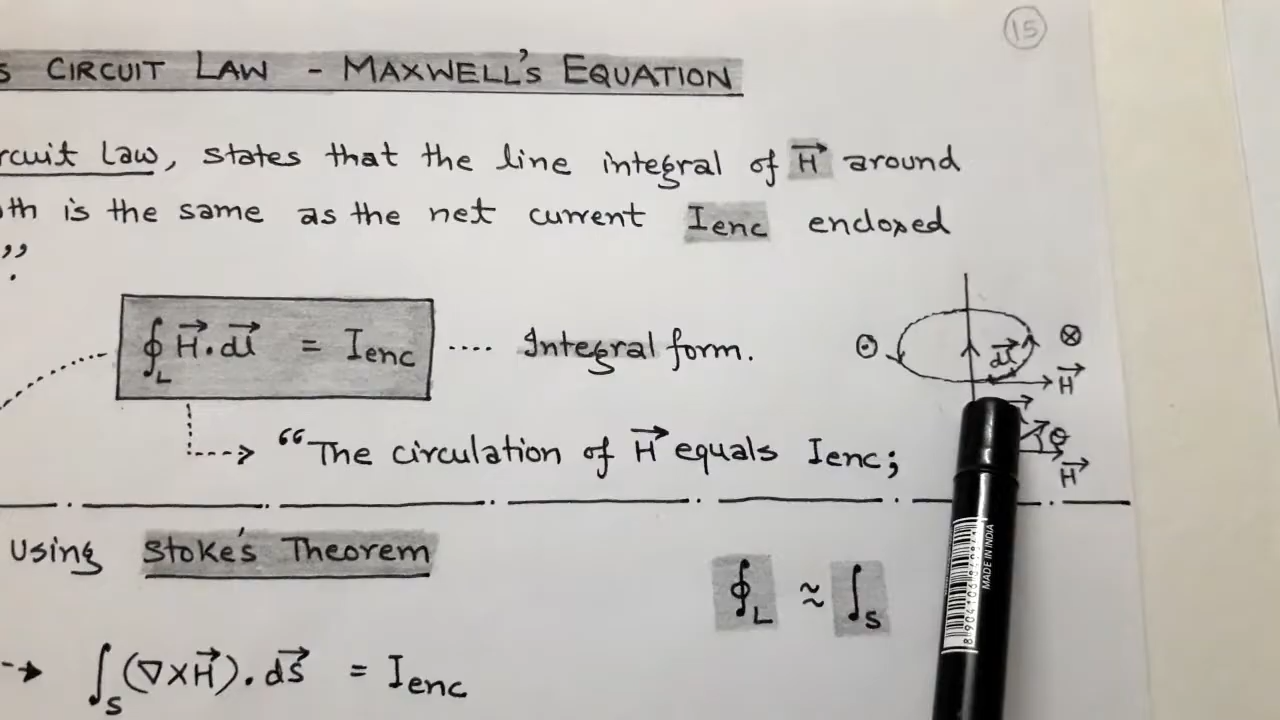 15
S CIRCUIT LAW - MAXWELL'S EQUATION
rcuit Law, states that the line integral of H⃗ around
th is the same as the net current Ienc enclosed
”.
∮L H⃗.dl⃗ = Ienc .... Integral form.
⊙ dl⃗ ⊗
H⃗
“The circulation of H⃗ equals Ienc;
θ
H⃗
Using Stoke's Theorem
∮L ≈ ∫S
∫S (∇×H⃗).dS⃗ = Ienc
8904106840941
MADE IN INDIA